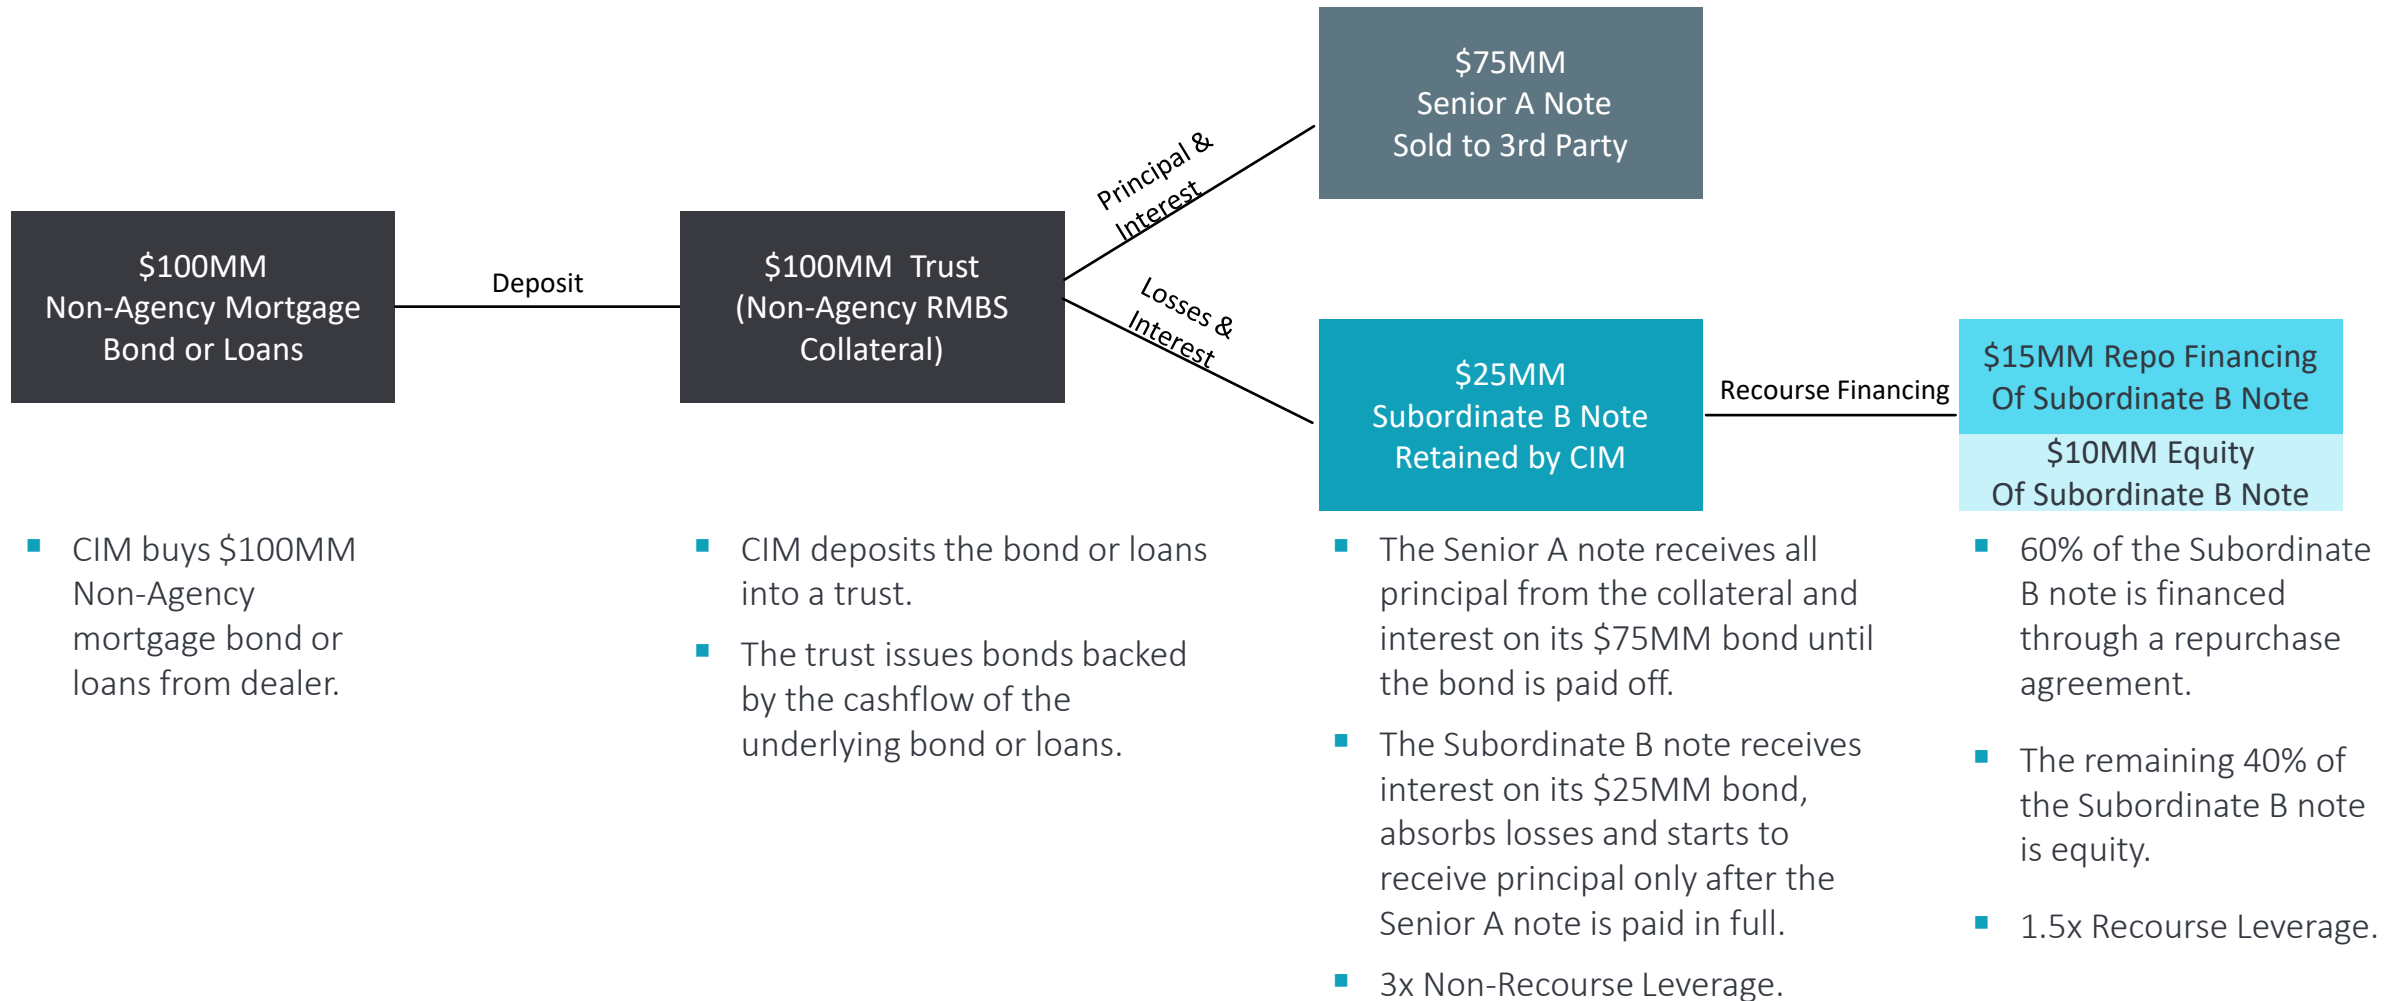 $75MM
Senior A Note
Sold to 3rd Party
Principal &
Interest
$100MM
Non-Agency Mortgage
Bond or Loans
Deposit
$100MM Trust
(Non-Agency RMBS
Collateral)
Losses &
Interest
$25MM
Subordinate B Note
Retained by CIM
Recourse Financing
$15MM Repo Financing
Of Subordinate B Note
$10MM Equity
Of Subordinate B Note
▪ CIM buys $100MM
Non-Agency
mortgage bond or
loans from dealer.
▪ CIM deposits the bond or loans
into a trust.
▪ The trust issues bonds backed
by the cashflow of the
underlying bond or loans.
▪ The Senior A note receives all
principal from the collateral and
interest on its $75MM bond until
the bond is paid off.
▪ The Subordinate B note receives
interest on its $25MM bond,
absorbs losses and starts to
receive principal only after the
Senior A note is paid in full.
▪ 3x Non-Recourse Leverage.
▪ 60% of the Subordinate
B note is financed
through a repurchase
agreement.
▪ The remaining 40% of
the Subordinate B note
is equity.
▪ 1.5x Recourse Leverage.